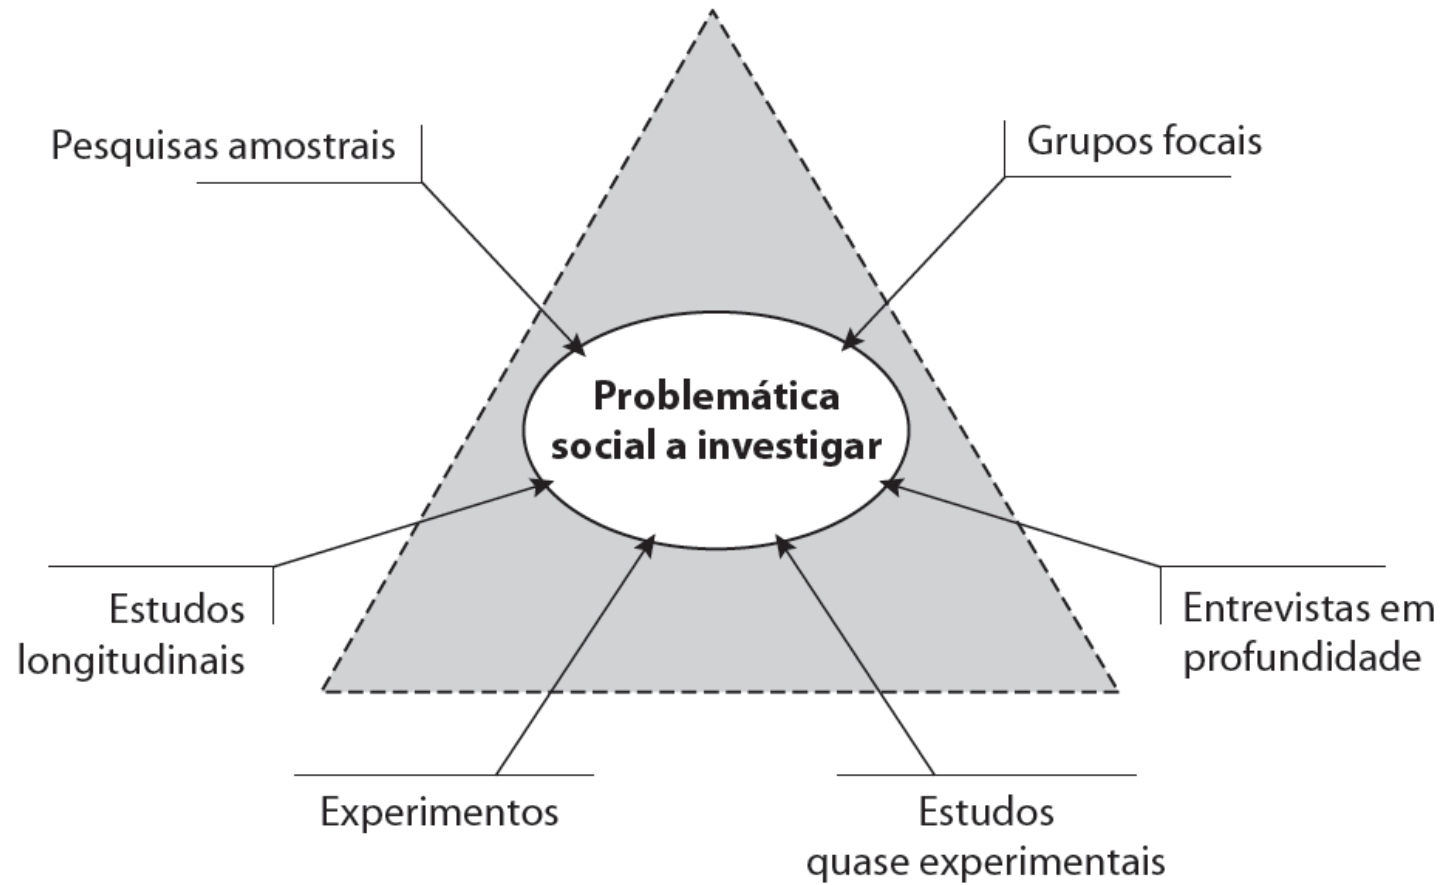 Pesquisas amostrais
Grupos focais
Problemática
social a investigar
Estudos
longitudinais
Entrevistas em
profundidade
Experimentos
Estudos
quase experimentais